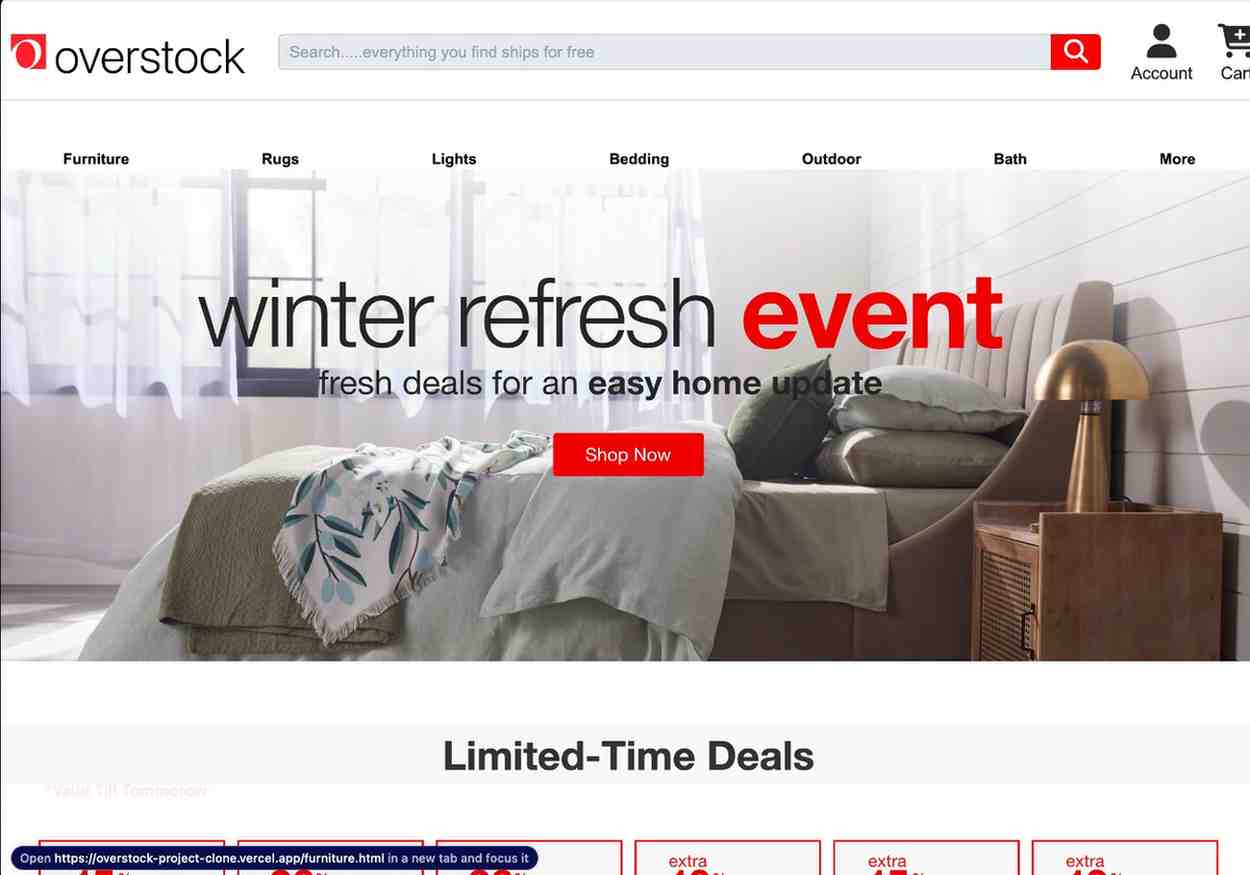 overstock
Search.....everything you find ships for free
Account
Cart
Furniture
Rugs
Lights
Bedding
Outdoor
Bath
More
winter refresh event
fresh deals for an easy home update
Shop Now
Limited-Time Deals
*Valid Till Tommorow
extra
extra
extra
Open https://overstock-project-clone.vercel.app/furniture.html in a new tab and focus it